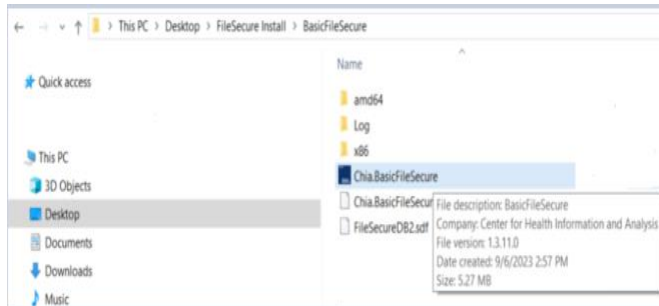 This PC > Desktop > FileSecure Install > BasicFileSecure
Name
Quick access
amd64
Log
This PC
x86
3D Objects
Chia.BasicFileSecure
Desktop
Chia.BasicFileSecur
File description: BasicFileSecure
Documents
FileSecureDB2.sdf
Company: Center for Health Information and Analysis
File version: 1.3.11.0
Downloads
Date created: 9/6/2023 2:57 PM
Size: 5.27 MB
Music